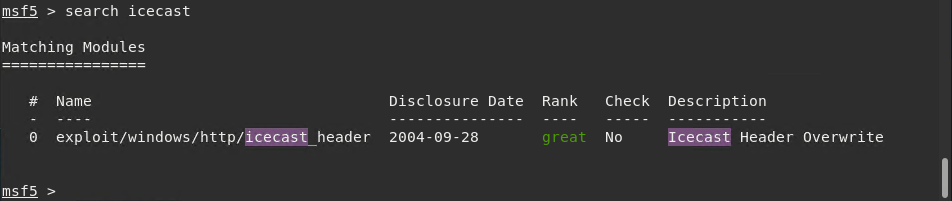 msf5 > search icecast
Matching Modules
================
#  Name                                 Disclosure Date  Rank   Check  Description
-  ----                                 ---------------  ----   -----  -----------
0  exploit/windows/http/icecast_header  2004-09-28       great  No     Icecast Header Overwrite
msf5 >